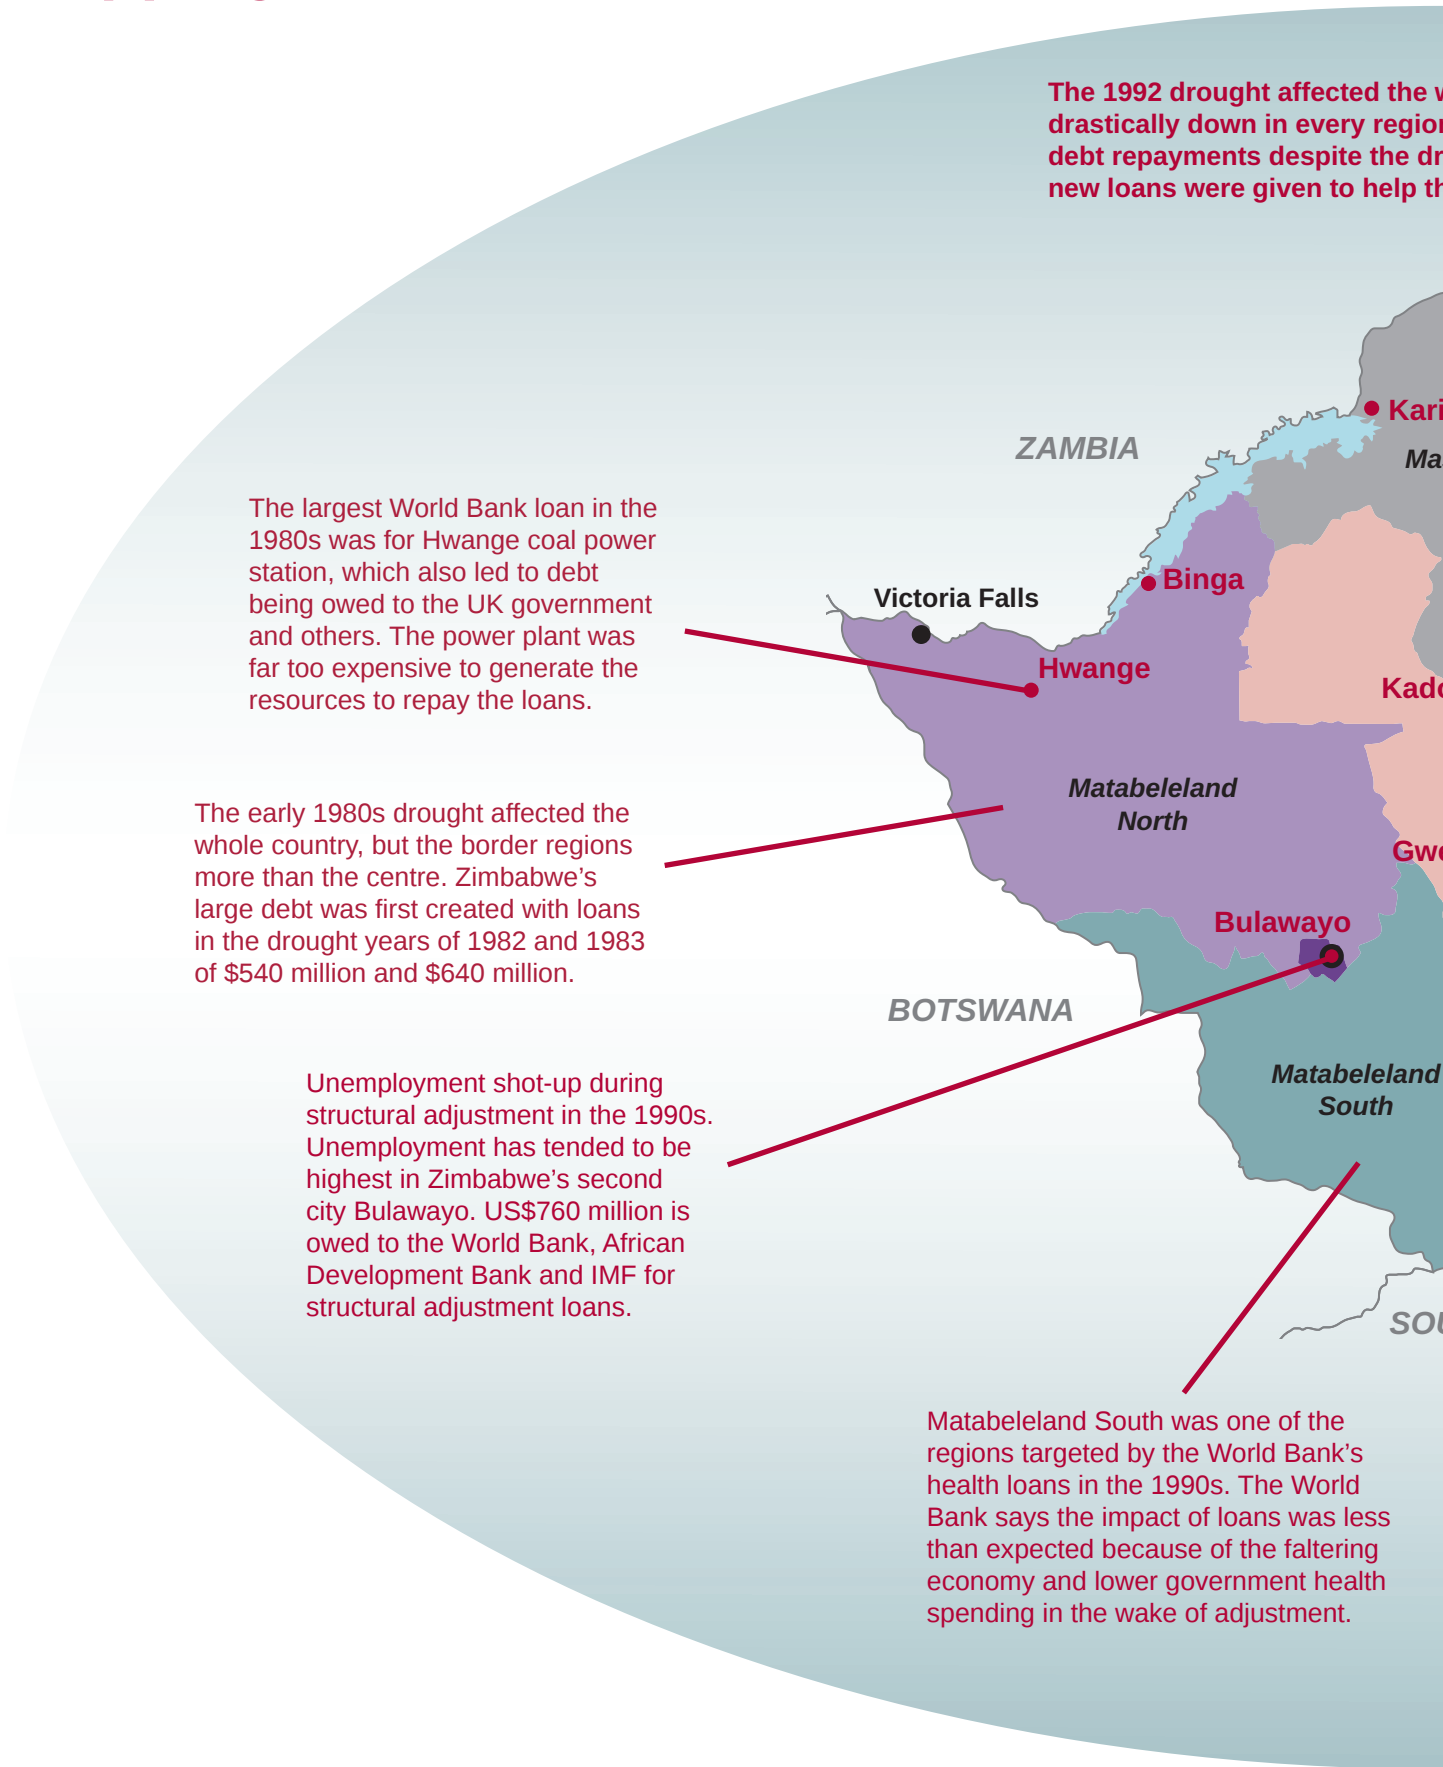 The 1992 drought affected the
drastically down in every
debt repayments despite the
new loans were given to help
ZAMBIA
The largest World Bank loan in the
1980s was for Hwange coal power
station, which also led to debt
being owed to the UK government
and others. The power plant was
far too expensive to generate the
resources to repay the loans.
Binga
Victoria Falls
Hwange
Matabeleland
North
The early 1980s drought affected the
whole country, but the border regions
more than the centre. Zimbabwe’s
large debt was first created with loans
in the drought years of 1982 and 1983
of $540 million and $640 million.
Bulawayo
BOTSWANA
Matabeleland
South
Unemployment shot-up during
structural adjustment in the 1990s.
Unemployment has tended to be
highest in Zimbabwe’s second
city Bulawayo. US$760 million is
owed to the World Bank, African
Development Bank and IMF for
structural adjustment loans.
Matabeleland South was one of the
regions targeted by the World Bank’s
health loans in the 1990s. The World
Bank says the impact of loans was less
than expected because of the faltering
economy and lower government health
spending in the wake of adjustment.